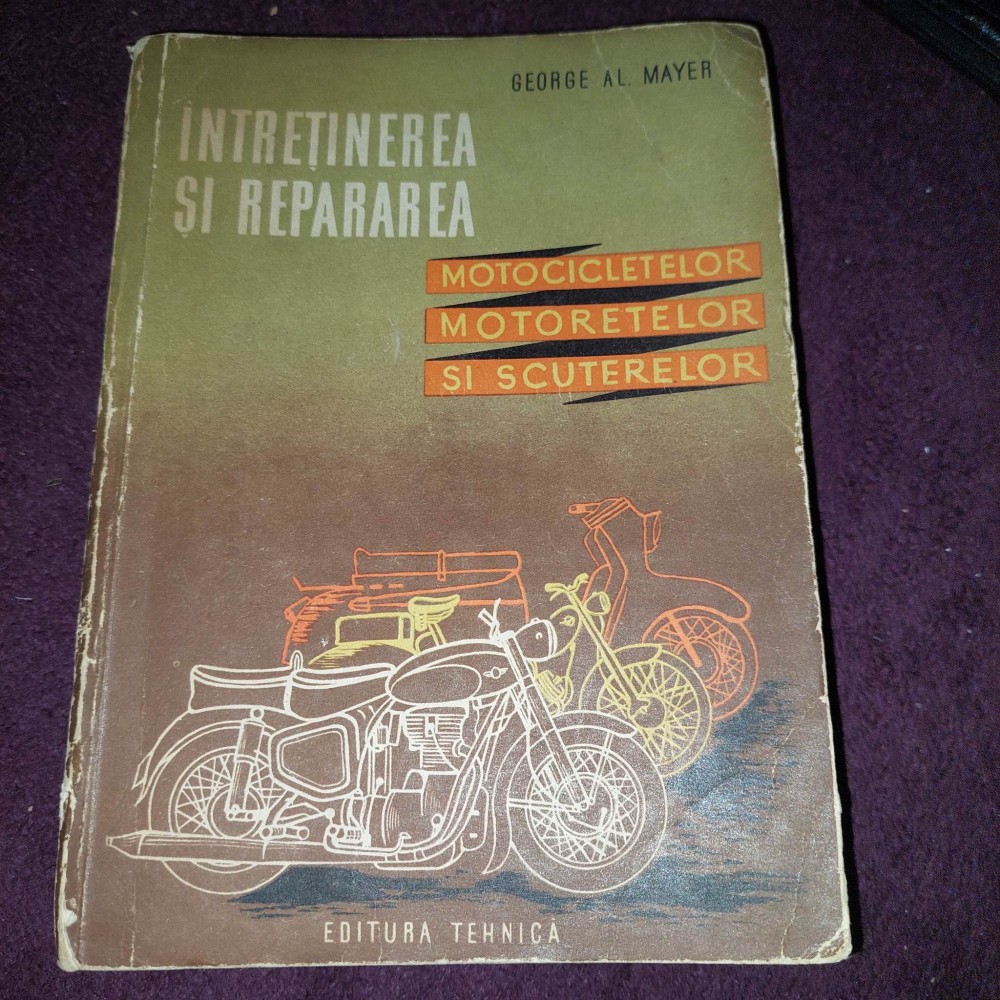 GEORGE AL. MAYER
ÎNTREȚINEREA
ȘI REPARAREA
MOTOCICLETELOR
MOTORETELOR
ȘI SCUTERELOR
EDITURA TEHNICĂ